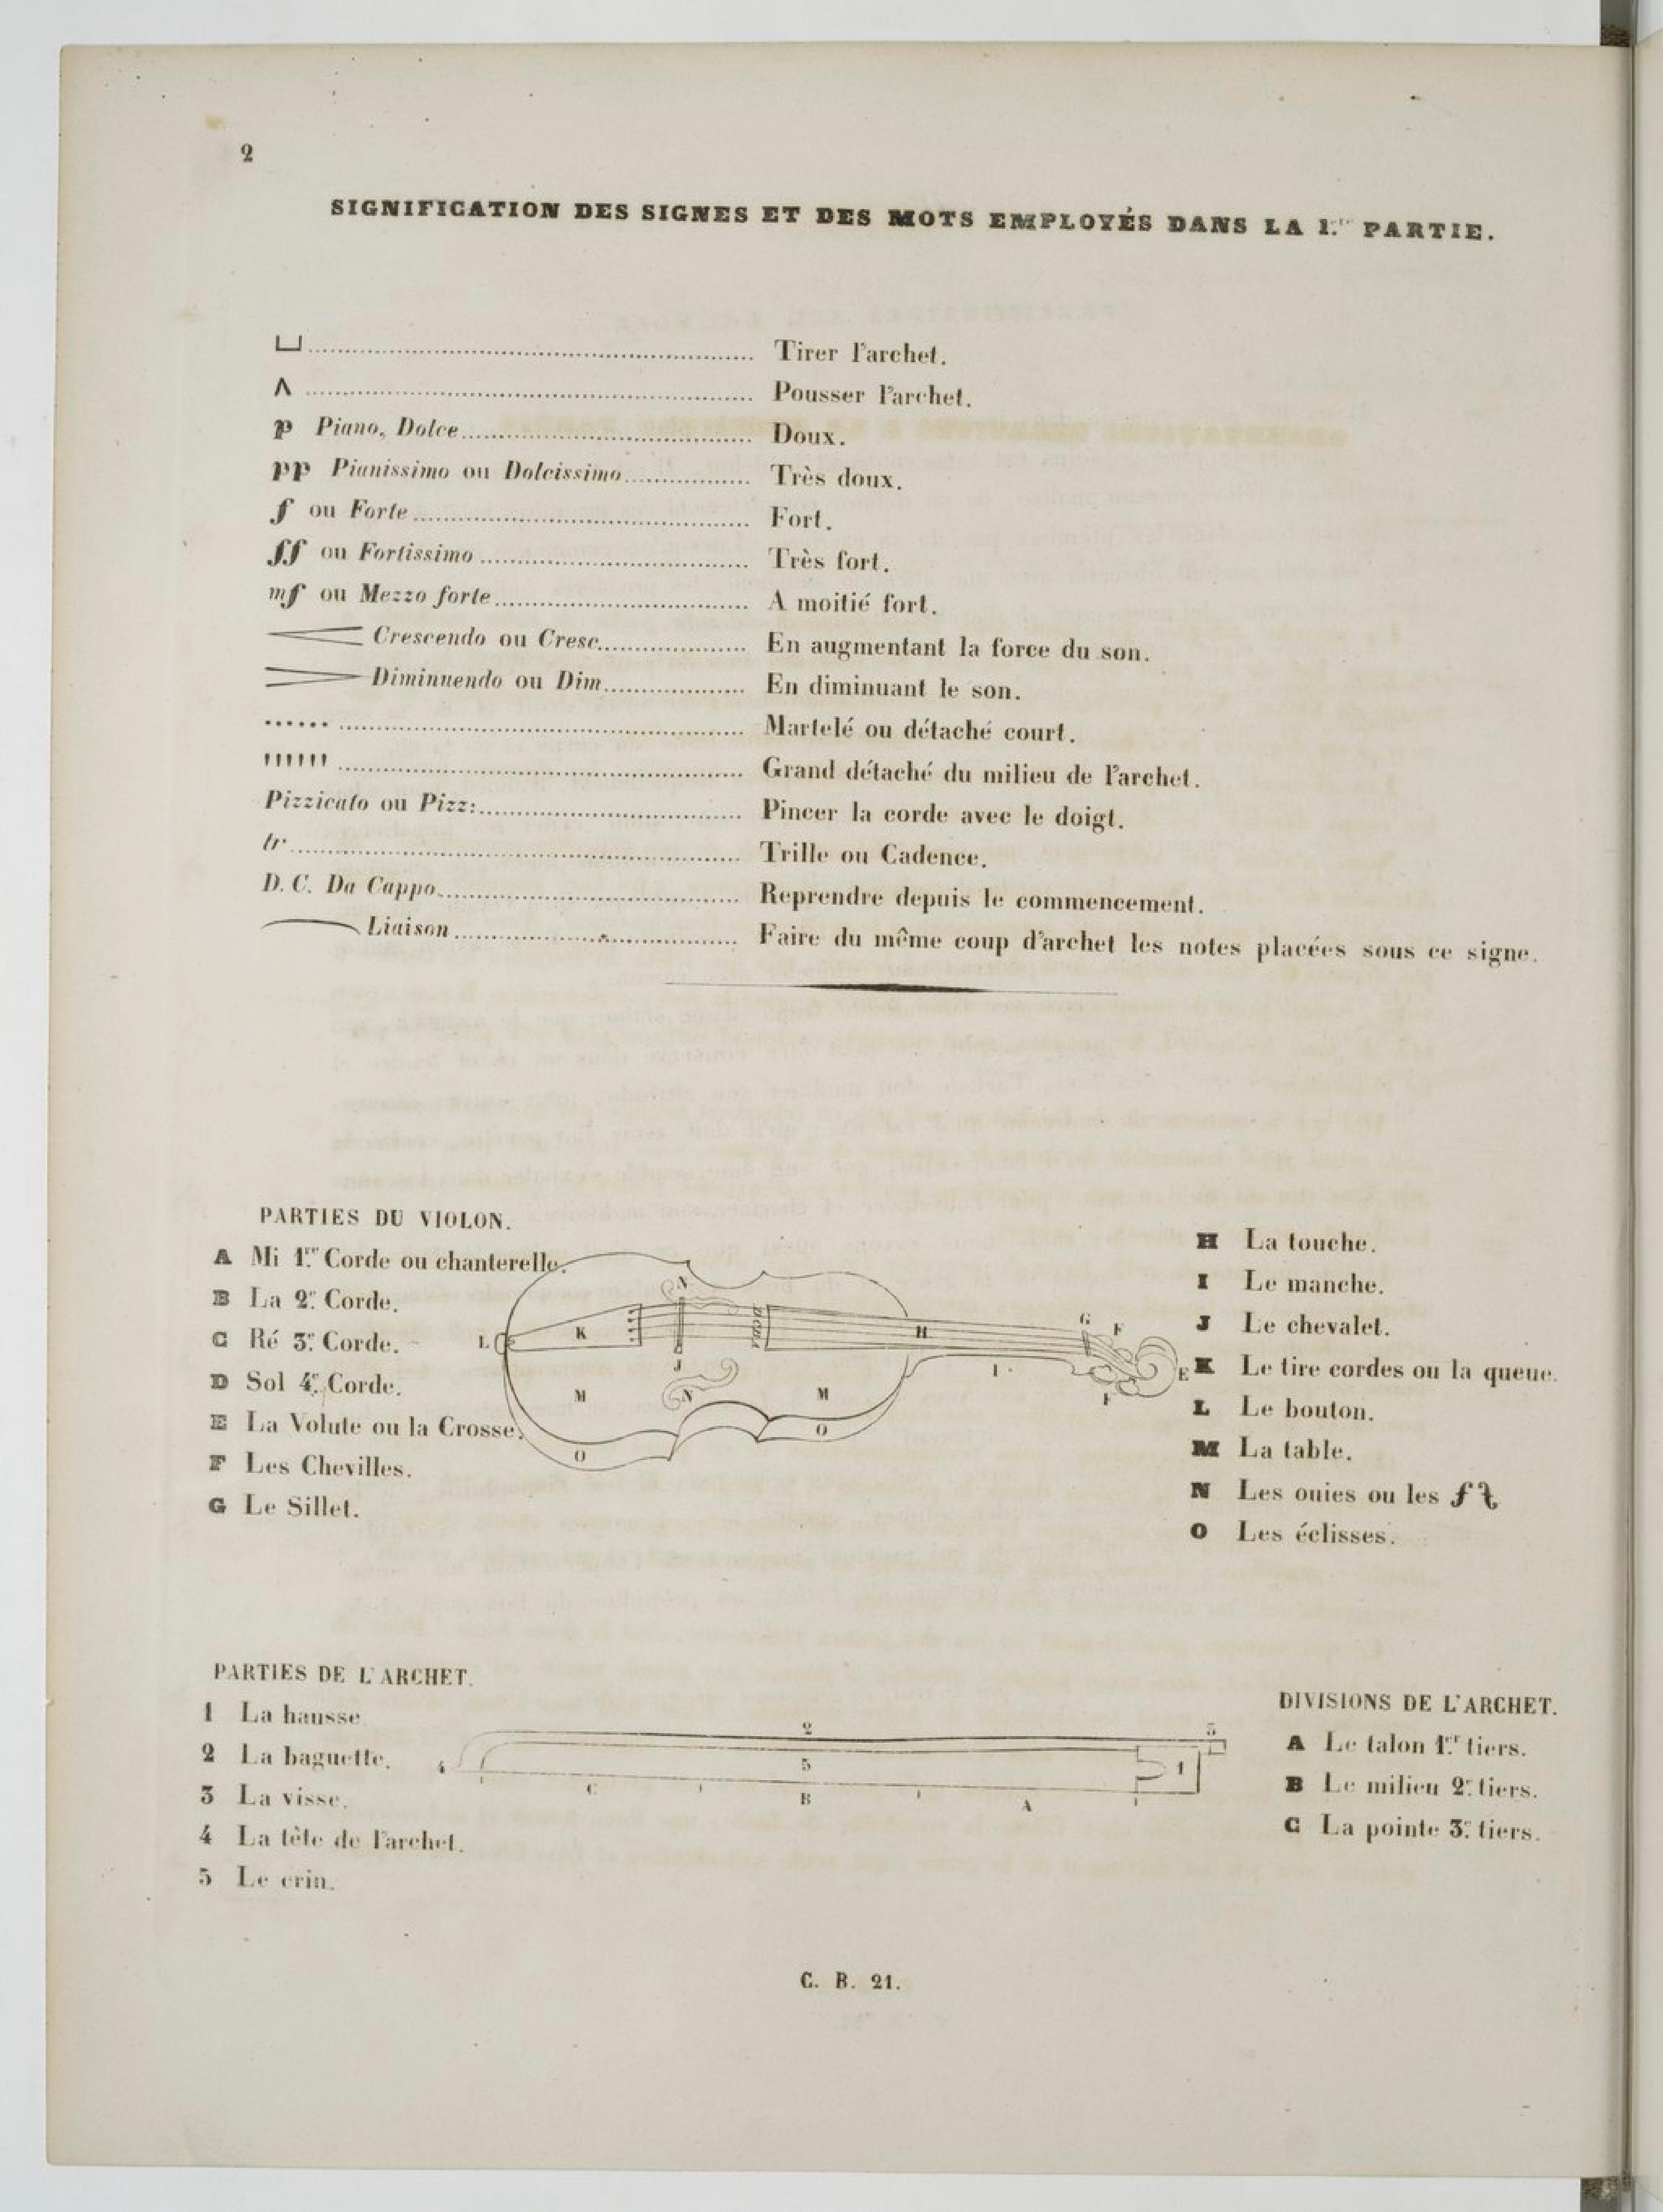 2
SIGNIFICATION DES SIGNES ET DES MOTS EMPLOYÉS DANS LA 1.re PARTIE.
⊔ .......... Tirer l'archet.
Λ .......... Pousser l'archet.
p Piano, Dolce .......... Doux.
pp Pianissimo ou Dolcissimo .......... Très doux.
f ou Forte .......... Fort.
ff ou Fortissimo .......... Très fort.
mf ou Mezzo forte .......... A moitié fort.
Crescendo ou Cresc. .......... En augmentant la force du son.
Diminuendo ou Dim. .......... En diminuant le son.
...... .......... Martelé ou détaché court.
'''''' .......... Grand détaché du milieu de l'archet.
Pizzicato ou Pizz: .......... Pincer la corde avec le doigt.
tr .......... Trille ou Cadence.
D. C. Da Cappo .......... Reprendre depuis le commencement.
Liaison .......... Faire du même coup d'archet les notes placées sous ce signe.
PARTIES DU VIOLON.
A Mi 1.re Corde ou chanterelle.
B La 2.e Corde.
C Ré 3.e Corde.
D Sol 4.e Corde.
E La Volute ou la Crosse.
F Les Chevilles.
G Le Sillet.
L K N J N M M O O D C B A H I G F F E
H La touche.
I Le manche.
J Le chevalet.
K Le tire cordes ou la queue.
L Le bouton.
M La table.
N Les ouies ou les f f
O Les éclisses.
PARTIES DE L'ARCHET.
1 La hausse.
2 La baguette.
3 La visse.
4 La tête de l'archet.
5 Le crin.
2 3
4 5 1
C B A
DIVISIONS DE L'ARCHET.
A Le talon 1.er tiers.
B Le milieu 2.e tiers.
C La pointe 3.e tiers.
C. B. 21.